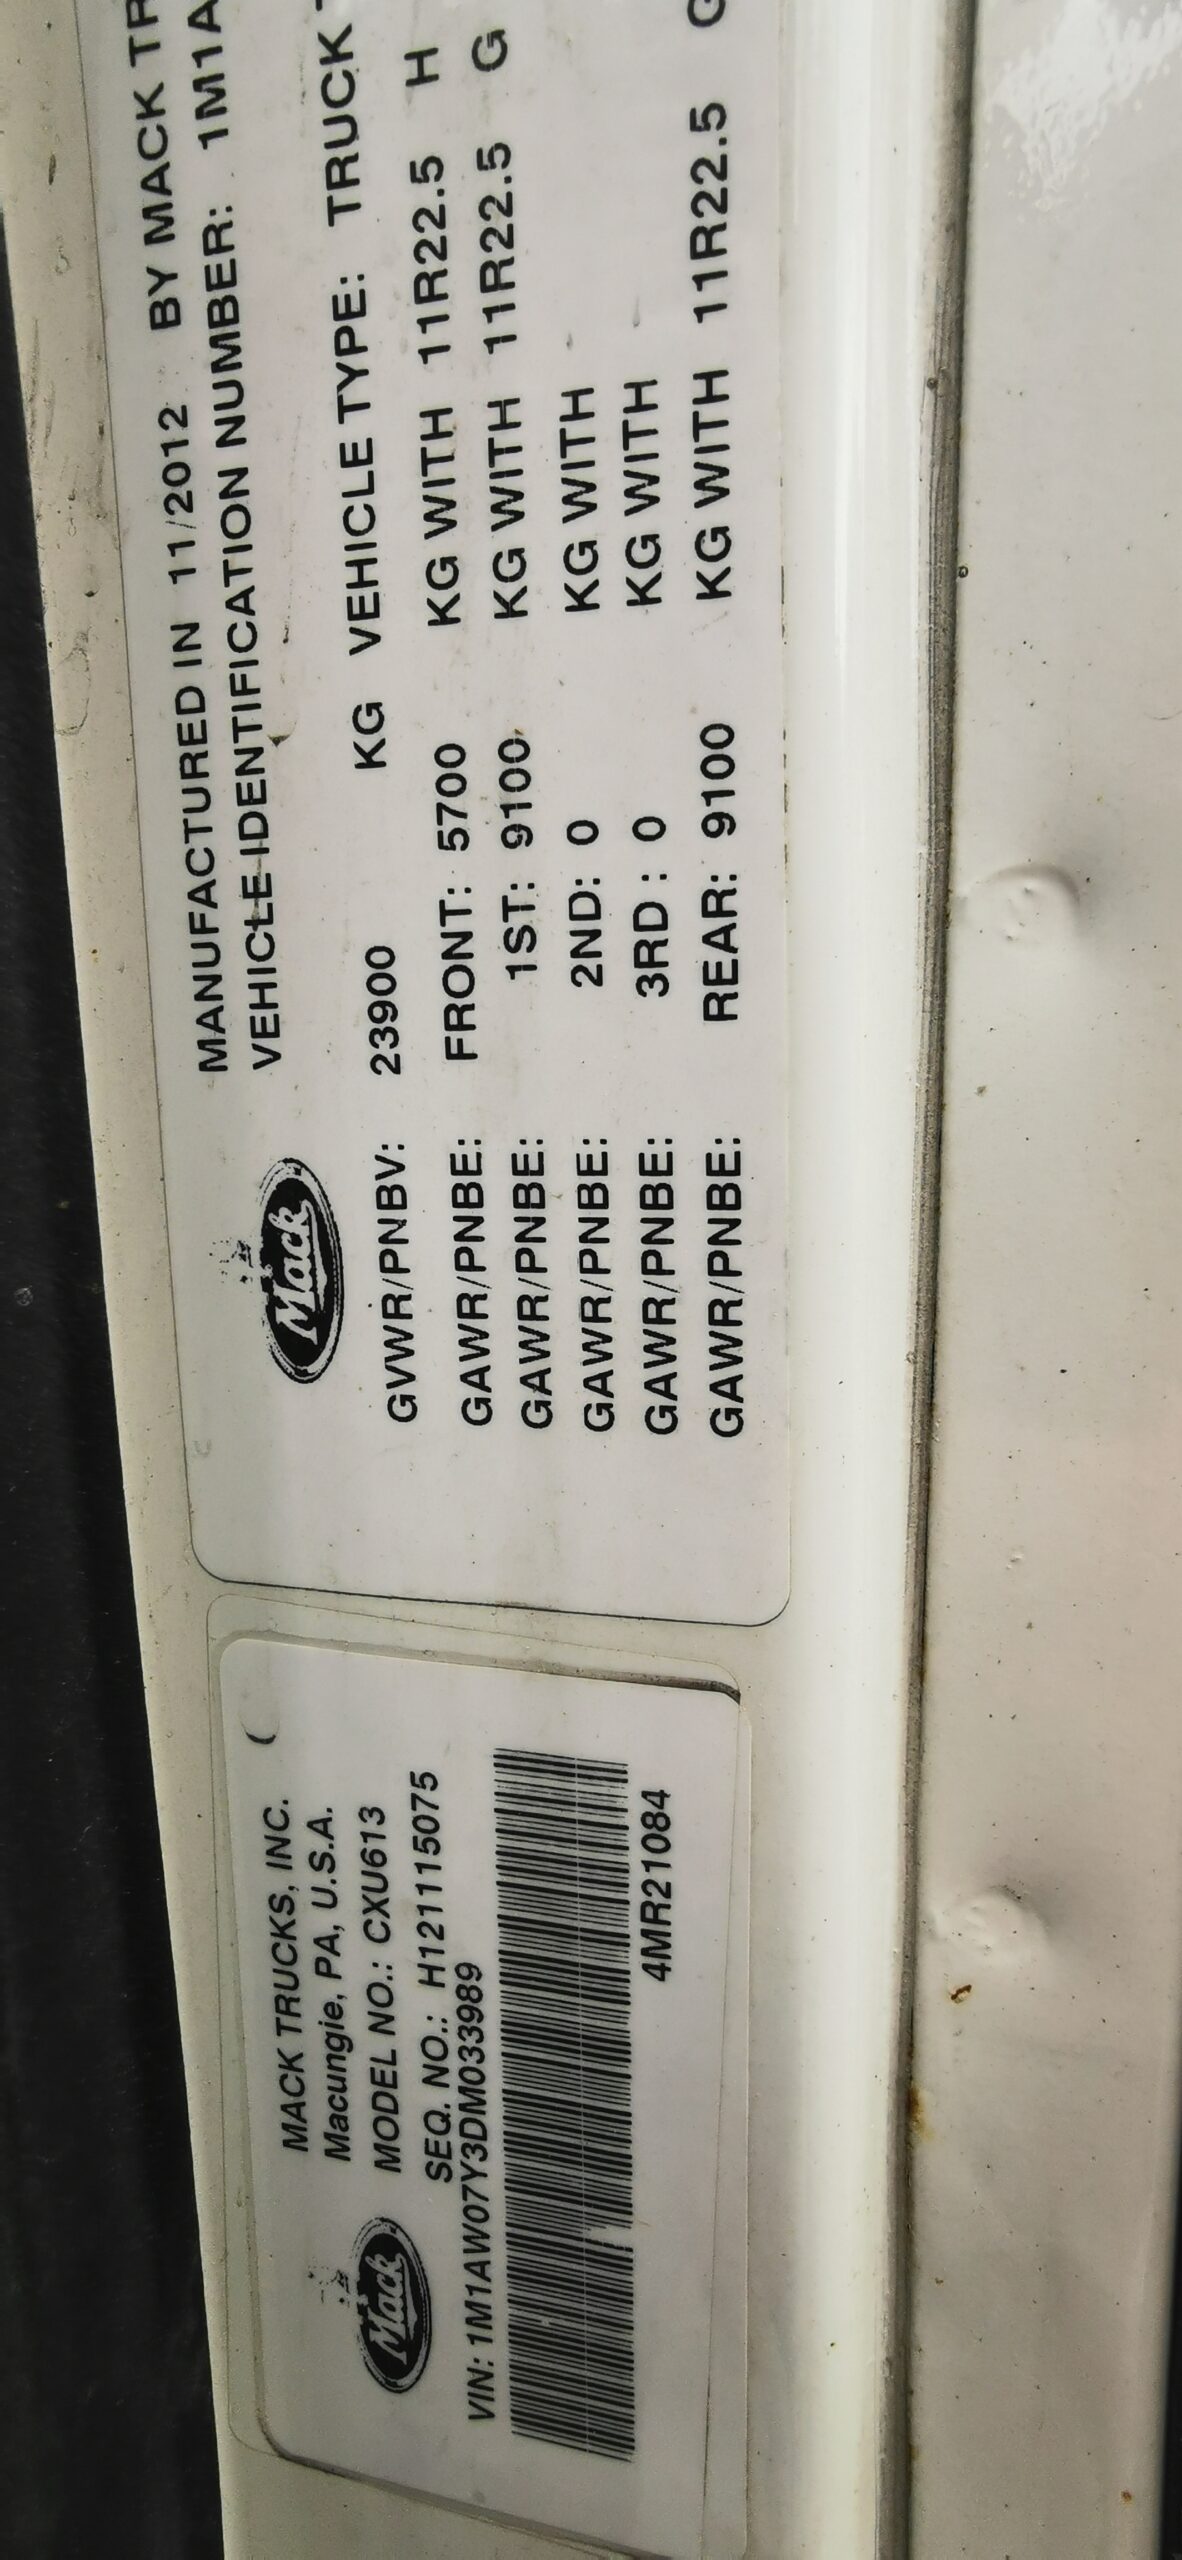 Mack
MACK TRUCKS, INC.
Macungie, PA, U.S.A.
MODEL NO.: CXU613
SEQ. NO.: H121115075
VIN: 1M1AW07Y3DM033989
4MR21084
Mack
MANUFACTURED IN 11/2012 BY MACK TR
VEHICLE IDENTIFICATION NUMBER: 1M1A
GVWR/PNBV: 23900 KG VEHICLE TYPE: TRUCK
GAWR/PNBE: FRONT: 5700 KG WITH 11R22.5 H
GAWR/PNBE: 1ST: 9100 KG WITH 11R22.5 G
GAWR/PNBE: 2ND: 0 KG WITH
GAWR/PNBE: 3RD : 0 KG WITH
GAWR/PNBE: REAR: 9100 KG WITH 11R22.5 G